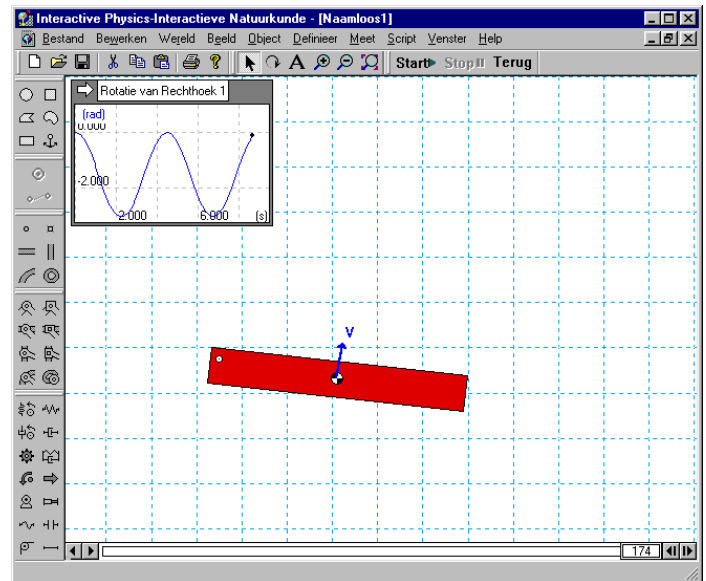 Interactive Physics-Interactieve Natuurkunde - [Naamloos1]
Bestand Bewerken Wereld Beeld Object Definieer Meet Script Venster Help
A Start Stop Terug
Rotatie van Rechthoek 1
(rad)
0.000
-2.000
2.000 6.000 (s)
V
174